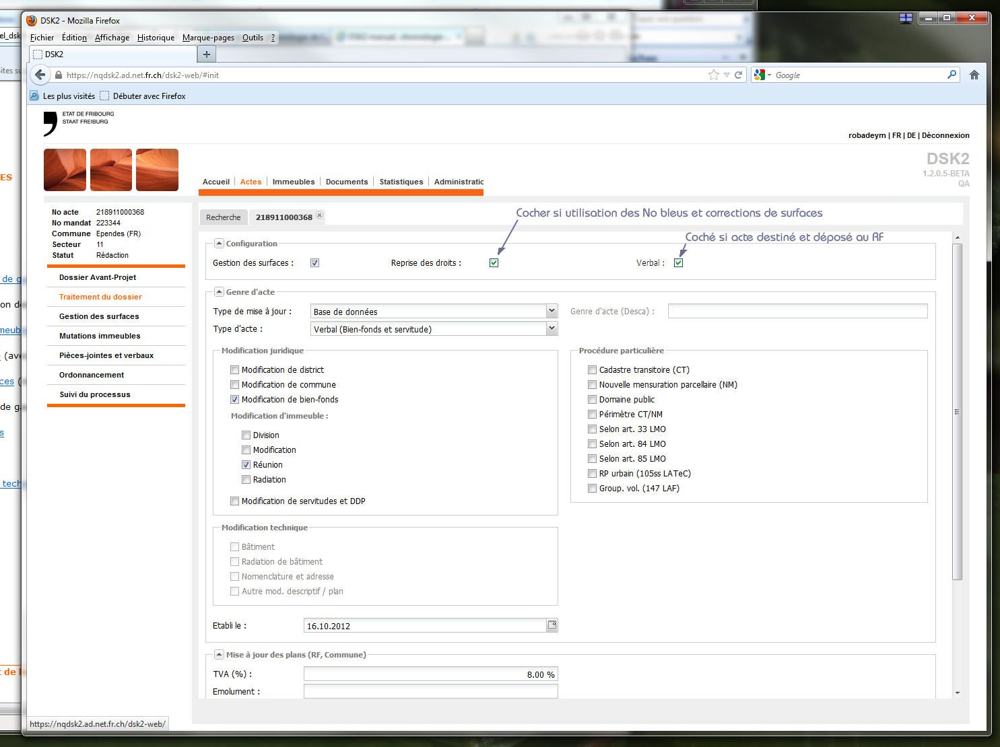 DSK2 - Mozilla Firefox
el_dsk
Fichier Édition Affichage Historique Marque-pages Outils ?
DSK2
https://nqdsk2.ad.net.fr.ch/dsk2-web/#init
Google
Les plus visités Débuter avec Firefox
ETAT DE FRIBOURG
STAAT FREIBURG
robadeym | FR | DE | Déconnexion
DSK2
1.2.0.5-BETA
QA
Accueil Actes Immeubles Documents Statistiques Administratic
No acte 218911000368
No mandat 223344
Commune Ependes (FR)
Secteur 11
Statut Rédaction
Dossier Avant-Projet
Traitement du dossier
Gestion des surfaces
Mutations immeubles
Pièces-jointes et verbaux
Ordonnancement
Suivi du processus
Recherche 218911000368
Cocher si utilisation des No bleus et corrections de surfaces
Coché si acte destiné et déposé au RF
Configuration
Gestion des surfaces : Reprise des droits : Verbal :
Genre d'acte
Type de mise à jour : Base de données Genre d'acte (Desca) :
Type d'acte : Verbal (Bien-fonds et servitude)
Modification juridique
Modification de district
Modification de commune
Modification de bien-fonds
Modification d'immeuble :
Division
Modification
Réunion
Radiation
Modification de servitudes et DDP
Procédure particulière
Cadastre transitoire (CT)
Nouvelle mensuration parcellaire (NM)
Domaine public
Périmètre CT/NM
Selon art. 33 LMO
Selon art. 84 LMO
Selon art. 85 LMO
RP urbain (105ss LATeC)
Group. vol. (147 LAF)
Modification technique
Bâtiment
Radiation de bâtiment
Nomenclature et adresse
Autre mod. descriptif / plan
Etabli le : 16.10.2012
Mise à jour des plans (RF, Commune)
TVA (%) : 8.00 %
Emolument :
https://nqdsk2.ad.net.fr.ch/dsk2-web/